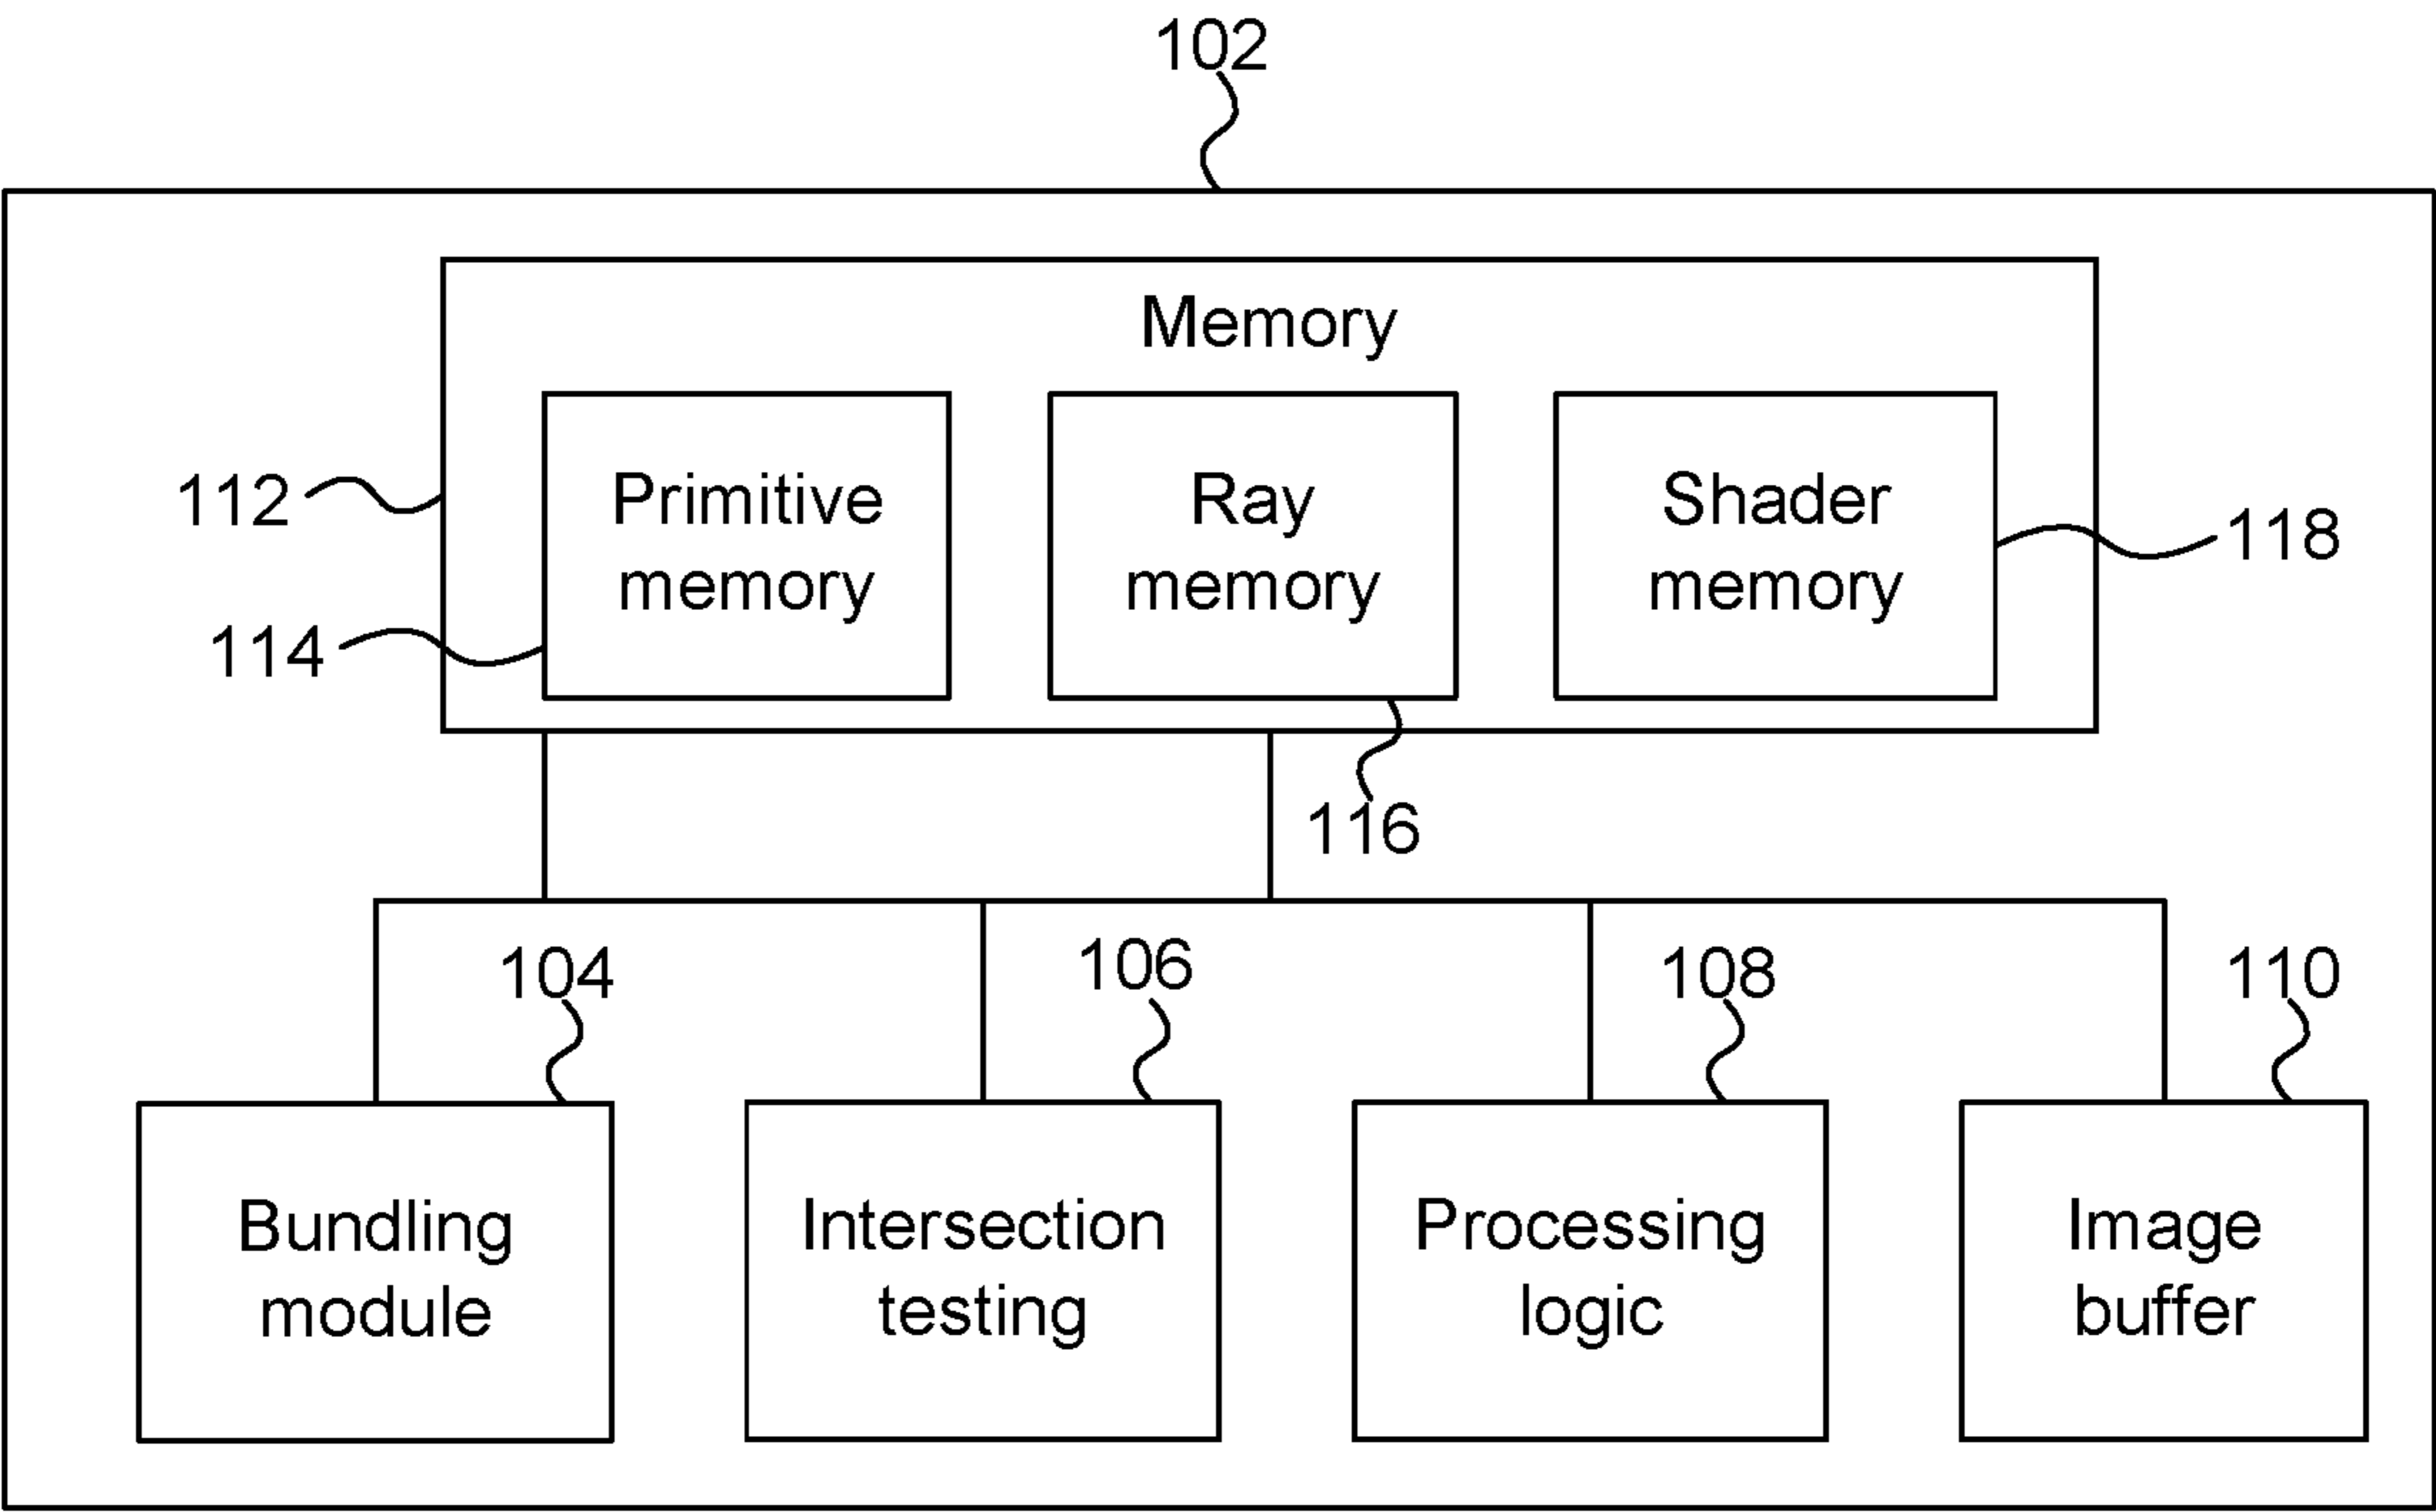 102
Memory
112
Primitive
memory
Ray
memory
Shader
memory
118
114
116
104
106
108
110
Bundling
module
Intersection
testing
Processing
logic
Image
buffer